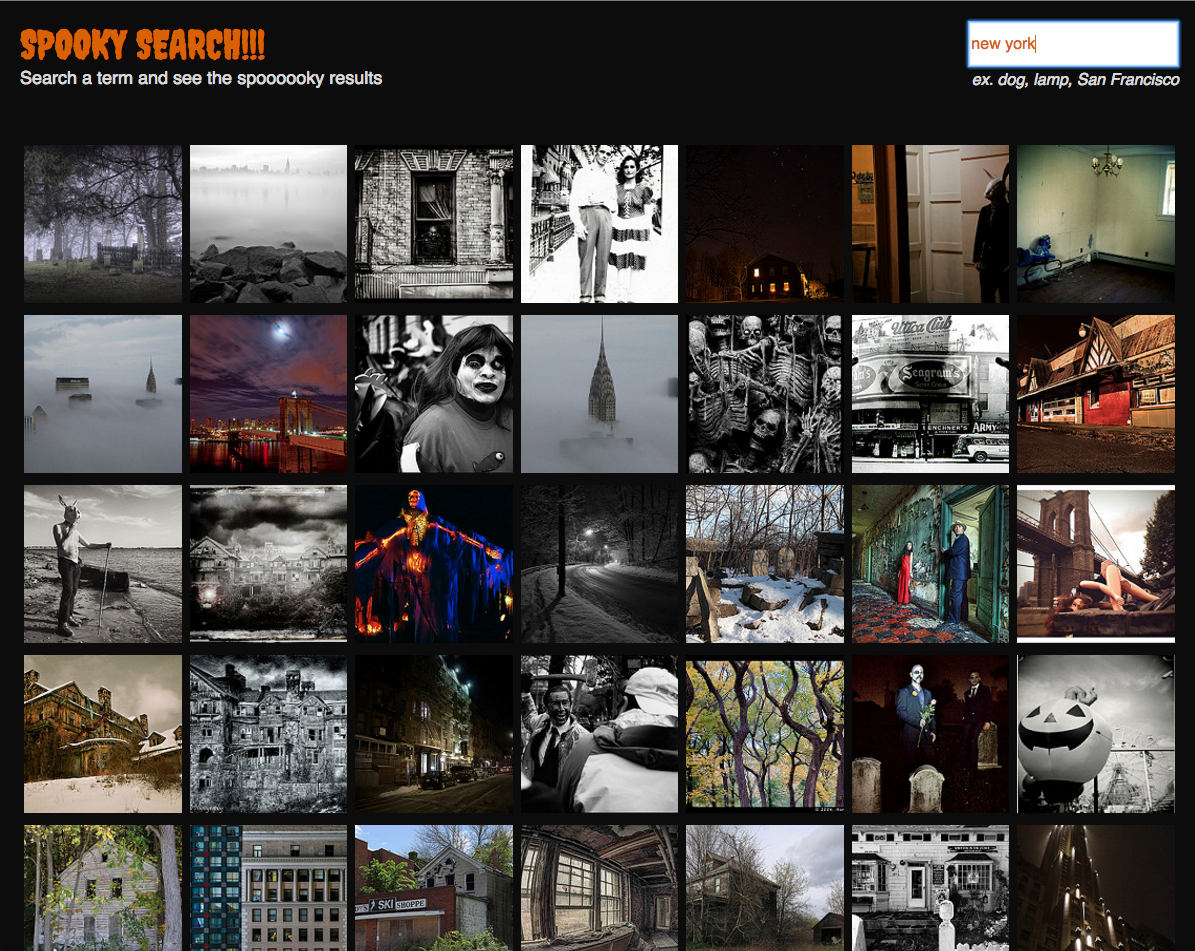 SPOOKY SEARCH!!!
new york
Search a term and see the spoooooky results
ex. dog, lamp, San Francisco
Utica Club
Seagram's
ARMY
SKI SHOPPE